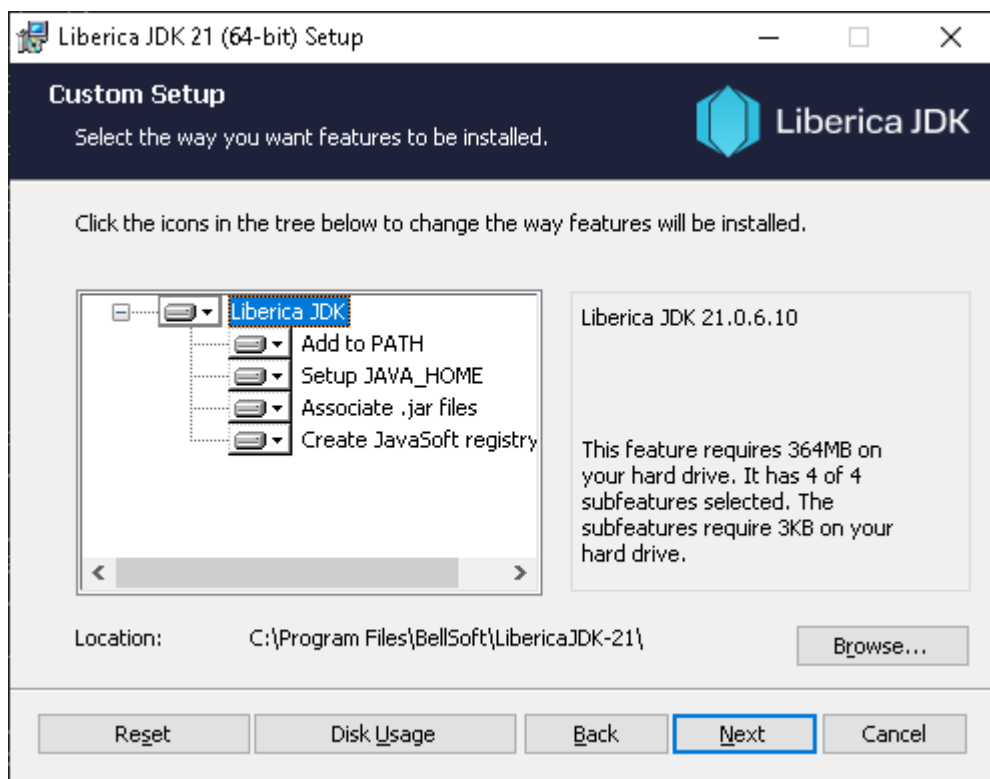 Liberica JDK 21 (64-bit) Setup
Custom Setup
Select the way you want features to be installed.
Liberica JDK
Click the icons in the tree below to change the way features will be installed.
Liberica JDK
Add to PATH
Setup JAVA_HOME
Associate .jar files
Create JavaSoft registry
Liberica JDK 21.0.6.10
This feature requires 364MB on
your hard drive. It has 4 of 4
subfeatures selected. The
subfeatures require 3KB on your
hard drive.
Location: C:\Program Files\BellSoft\LibericaJDK-21\
Browse...
Reset Disk Usage Back Next Cancel